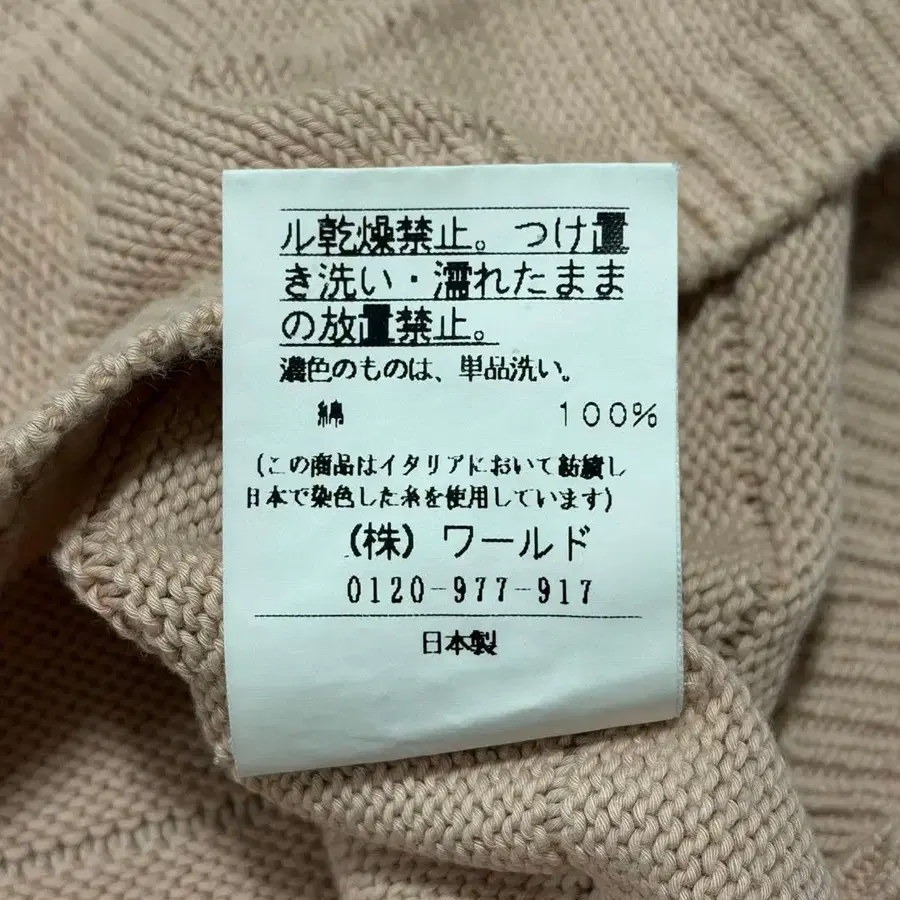 ル乾燥禁止。つけ置
き洗い・濡れたまま
の放置禁止。
濃色のものは、単品洗い。
綿 100%
(この商品はイタリアにおいて紡績し
日本で染色した糸を使用しています)
(株) ワールド
0120-977-917
日本製